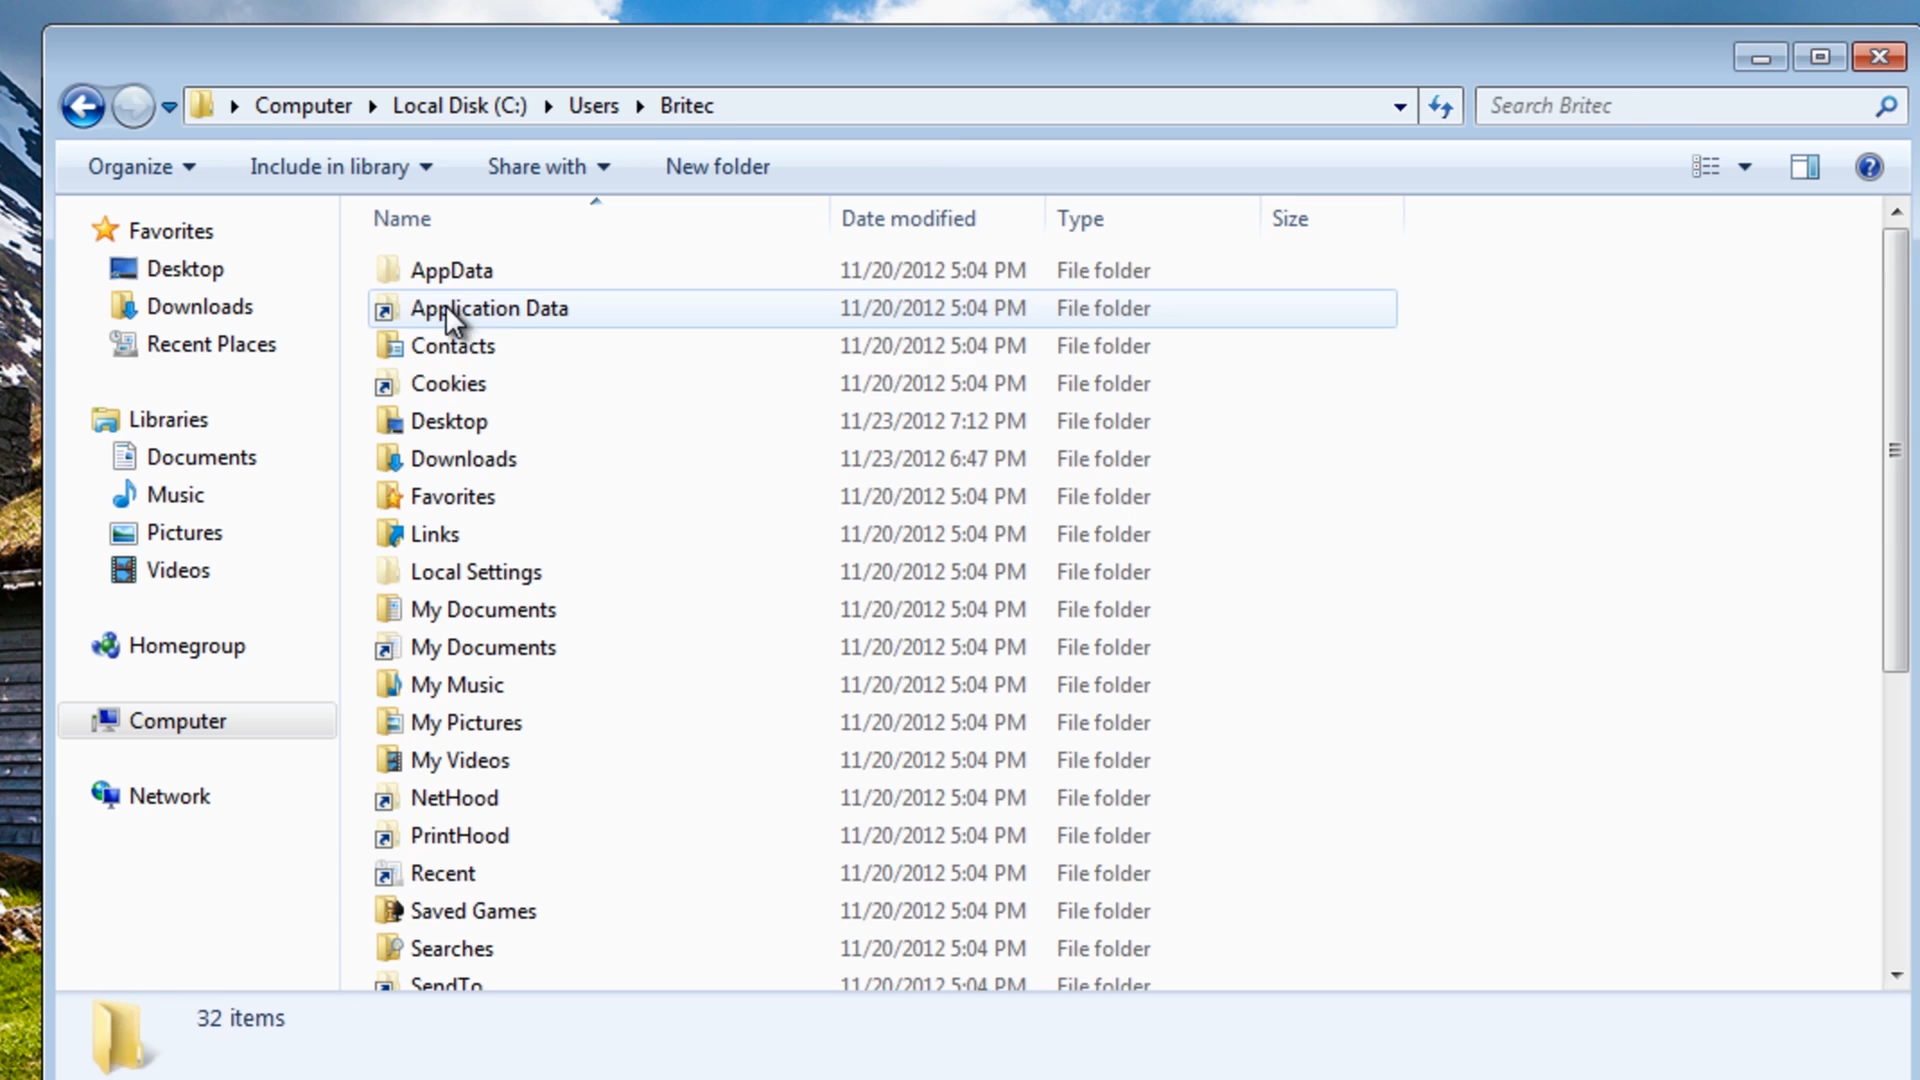 Computer Local Disk (C:) Users Britec
Search Britec
Organize Include in library Share with New folder
Name Date modified Type Size
Favorites
Desktop
Downloads
Recent Places
Libraries
Documents
Music
Pictures
Videos
Homegroup
Computer
Network
AppData 11/20/2012 5:04 PM File folder
Application Data 11/20/2012 5:04 PM File folder
Contacts 11/20/2012 5:04 PM File folder
Cookies 11/20/2012 5:04 PM File folder
Desktop 11/23/2012 7:12 PM File folder
Downloads 11/23/2012 6:47 PM File folder
Favorites 11/20/2012 5:04 PM File folder
Links 11/20/2012 5:04 PM File folder
Local Settings 11/20/2012 5:04 PM File folder
My Documents 11/20/2012 5:04 PM File folder
My Documents 11/20/2012 5:04 PM File folder
My Music 11/20/2012 5:04 PM File folder
My Pictures 11/20/2012 5:04 PM File folder
My Videos 11/20/2012 5:04 PM File folder
NetHood 11/20/2012 5:04 PM File folder
PrintHood 11/20/2012 5:04 PM File folder
Recent 11/20/2012 5:04 PM File folder
Saved Games 11/20/2012 5:04 PM File folder
Searches 11/20/2012 5:04 PM File folder
SendTo 11/20/2012 5:04 PM File folder
32 items